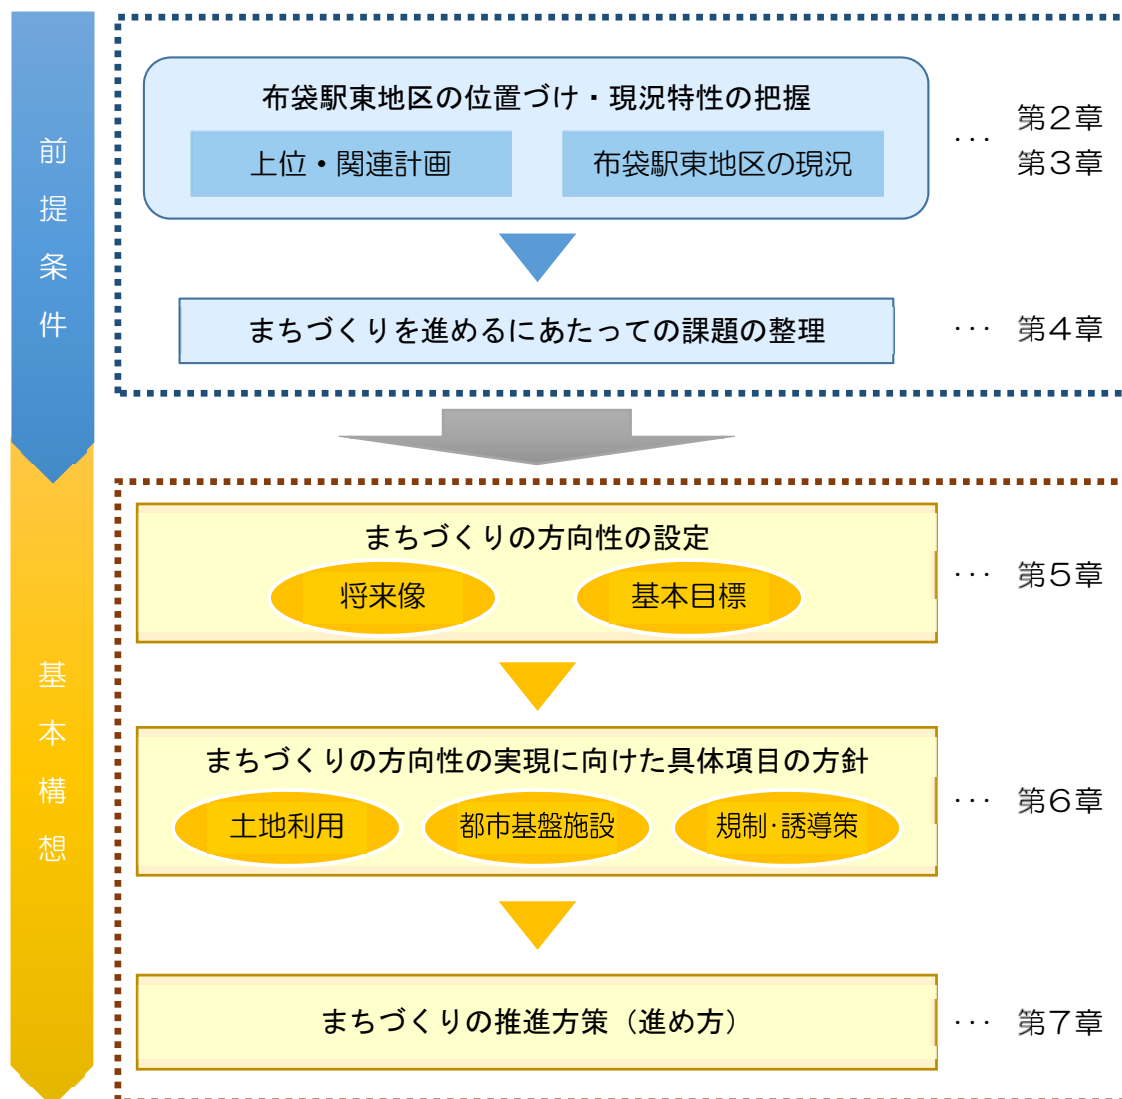 前提条件
布袋駅東地区の位置づけ・現況特性の把握
上位・関連計画
布袋駅東地区の現況
… 第2章
第3章
まちづくりを進めるにあたっての課題の整理
… 第4章
基本構想
まちづくりの方向性の設定
将来像
基本目標
… 第5章
まちづくりの方向性の実現に向けた具体項目の方針
土地利用
都市基盤施設
規制・誘導策
… 第6章
まちづくりの推進方策（進め方）
… 第7章